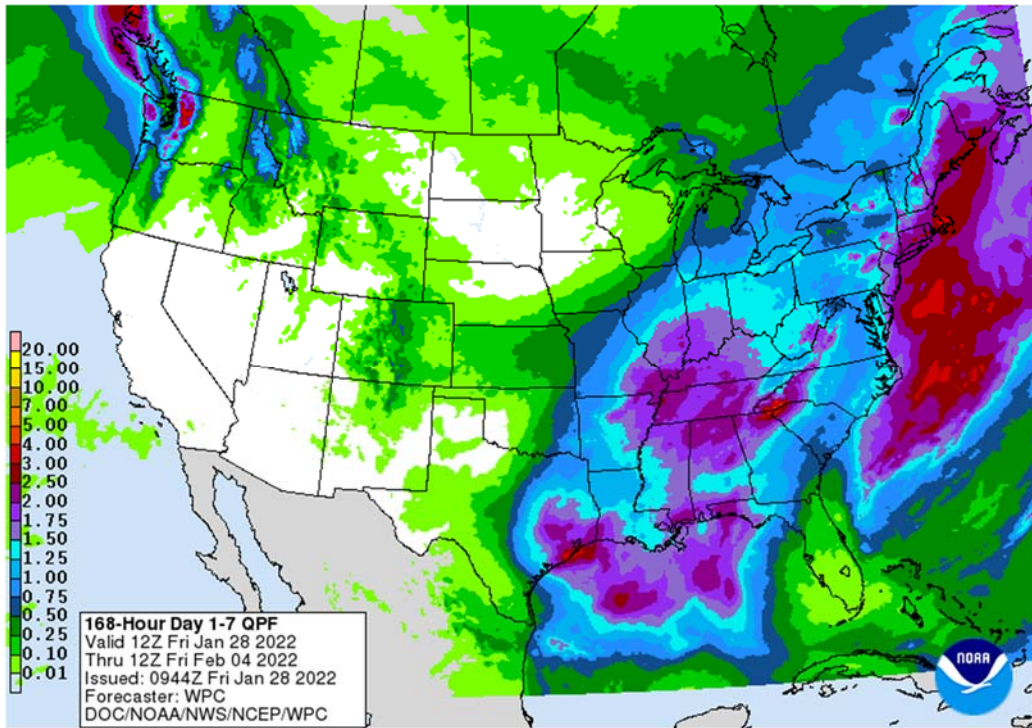 20.00
15.00
10.00
7.00
5.00
4.00
3.00
2.50
2.00
1.75
1.50
1.25
1.00
0.75
0.50
0.25
0.10
0.01
168-Hour Day 1-7 QPF
Valid 12Z Fri Jan 28 2022
Thru 12Z Fri Feb 04 2022
Issued: 0944Z Fri Jan 28 2022
Forecaster: WPC
DOC/NOAA/NWS/NCEP/WPC
NOAA